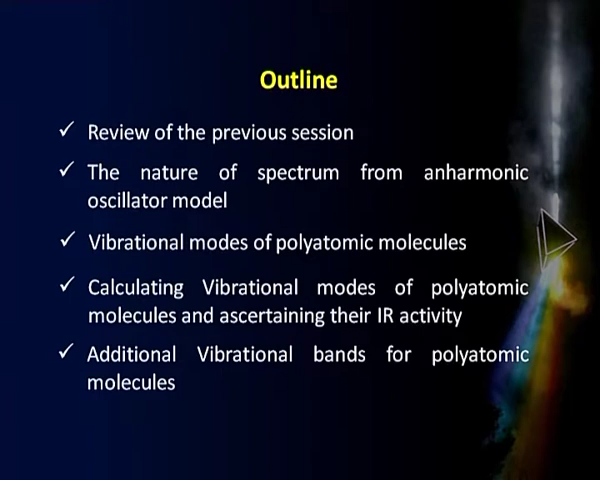 Outline
✓ Review of the previous session
✓ The nature of spectrum from anharmonic
oscillator model
✓ Vibrational modes of polyatomic molecules
✓ Calculating Vibrational modes of polyatomic
molecules and ascertaining their IR activity
✓ Additional Vibrational bands for polyatomic
molecules